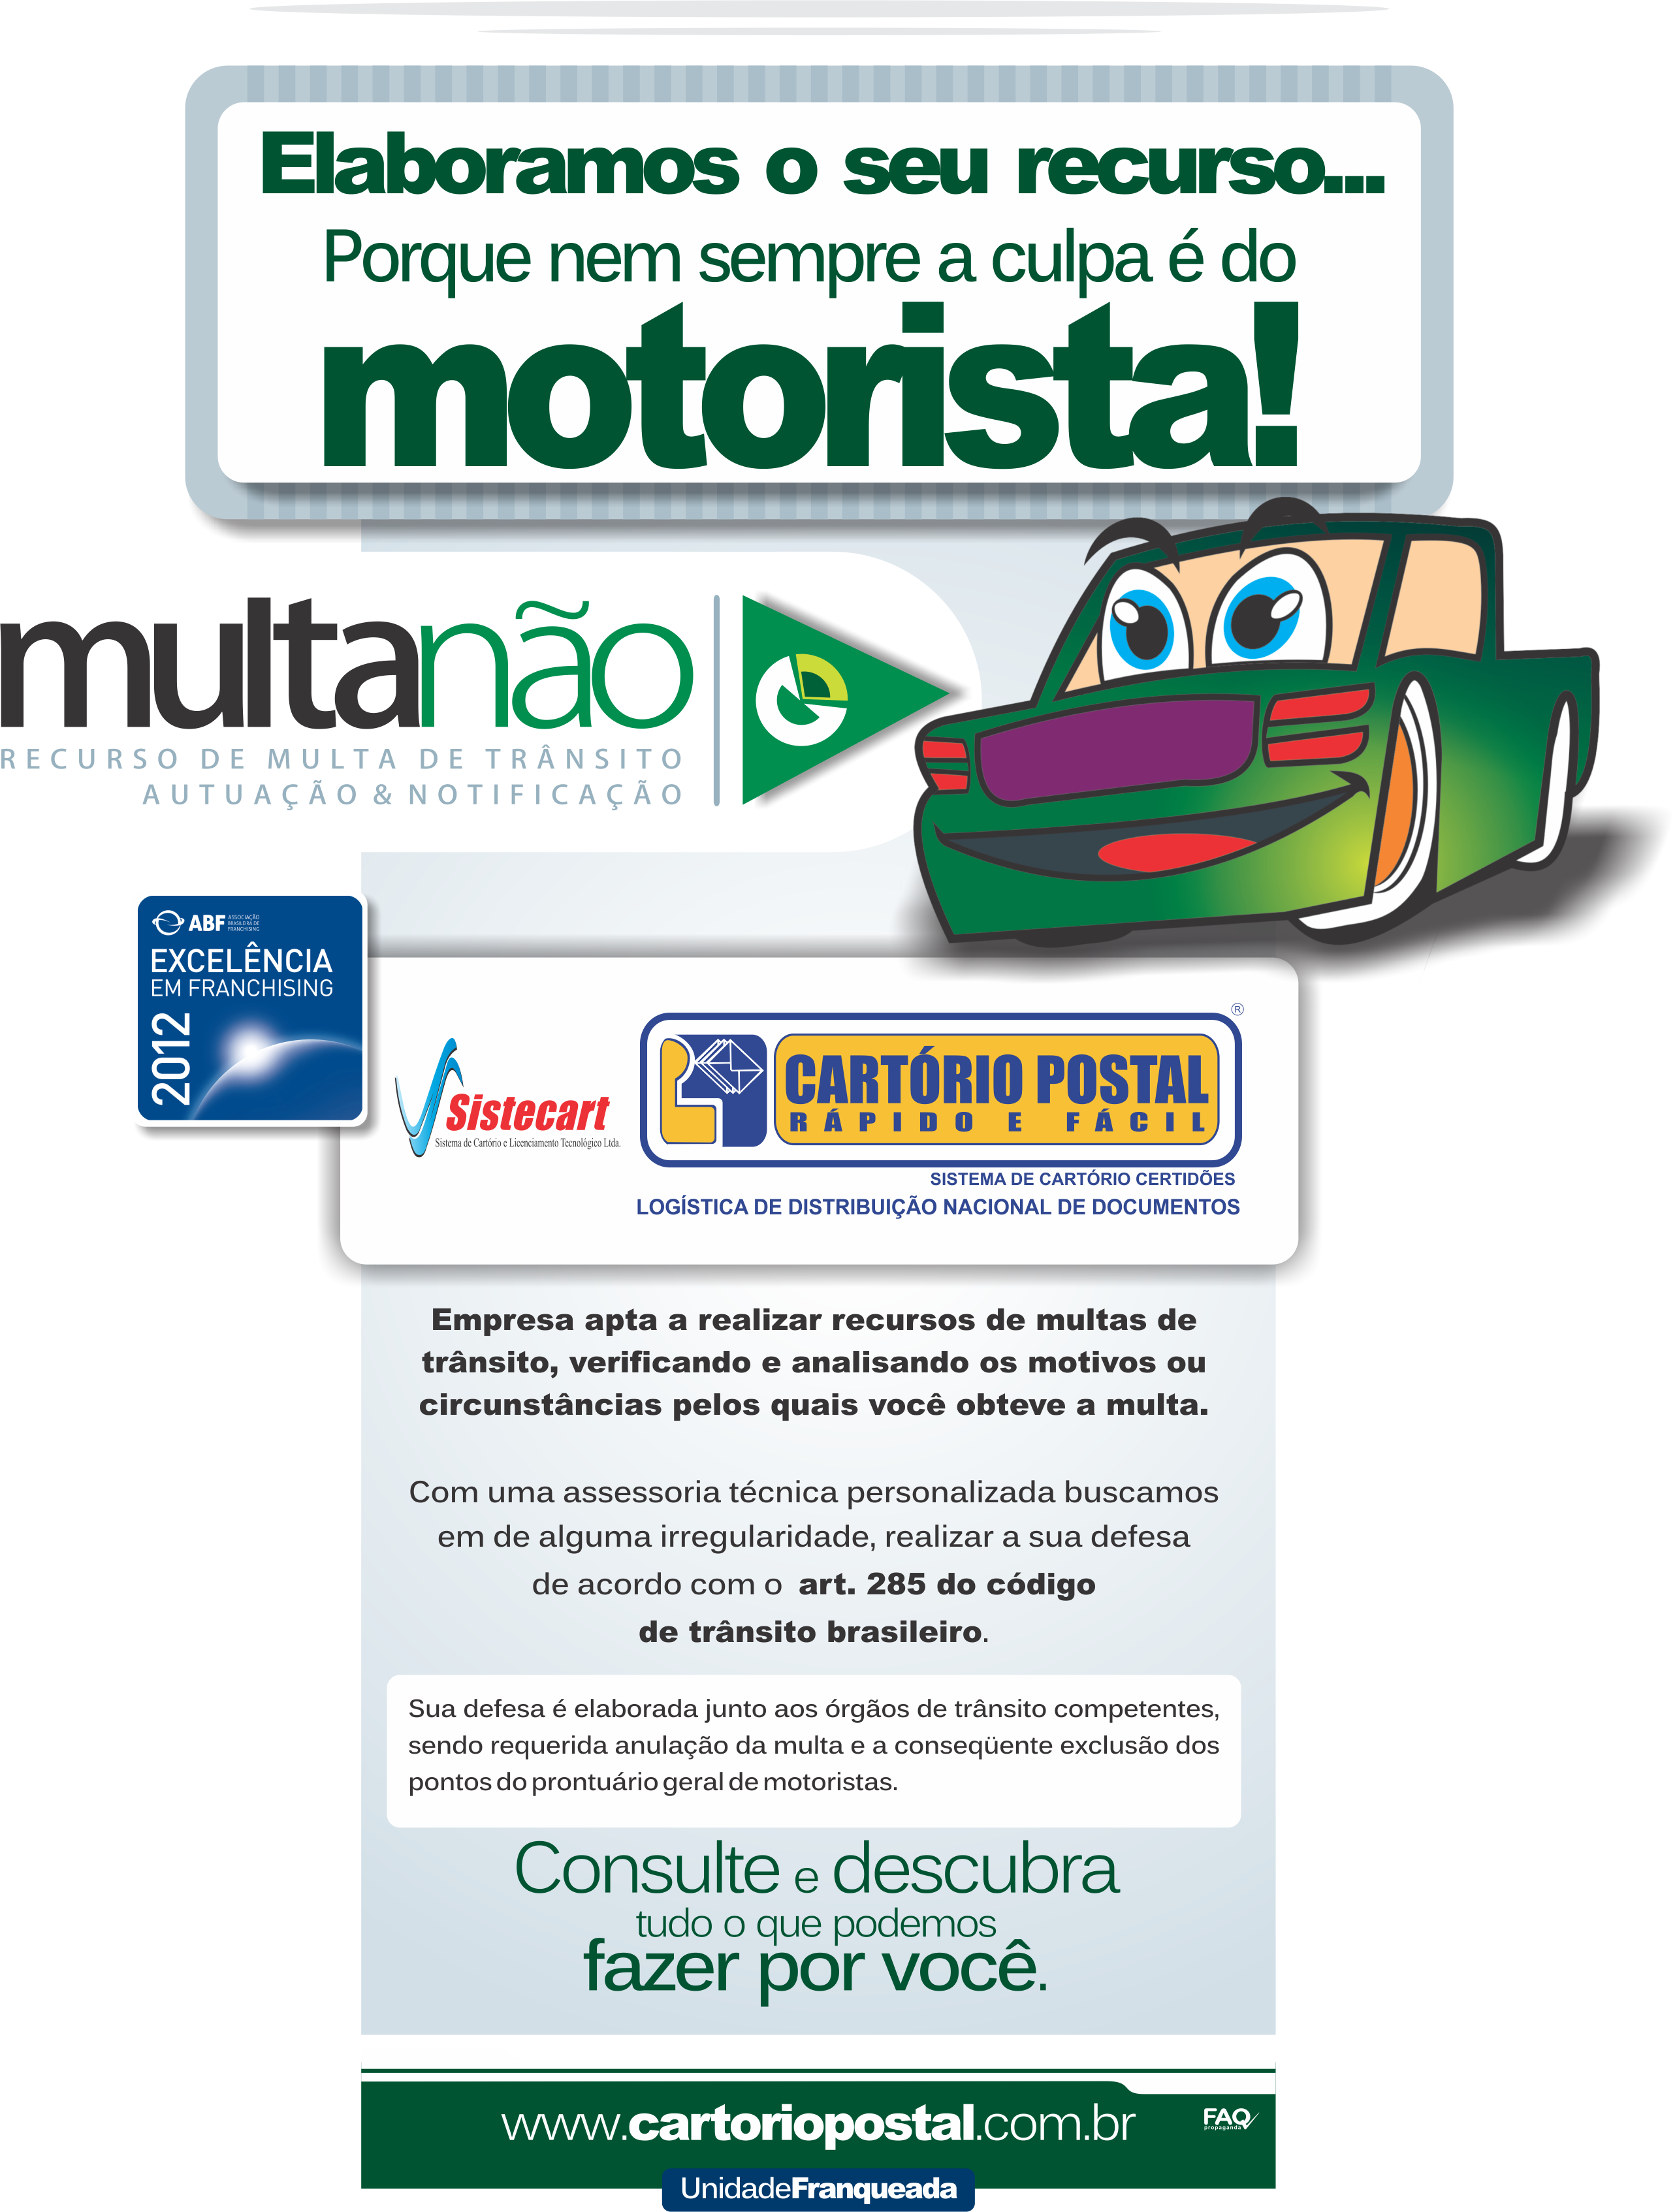 Elaboramos o seu recurso...
Porque nem sempre a culpa é do
motorista!
multanão
RECURSO DE MULTA DE TRÂNSITO
AUTUAÇÃO & NOTIFICAÇÃO
ABF ASSOCIAÇÃO
BRASILEIRA DE
FRANCHISING
EXCELÊNCIA
EM FRANCHISING
2012
Sistecart
Sistema de Cartório e Licenciamento Tecnológico Ltda.
®
CARTÓRIO POSTAL
RÁPIDO E FÁCIL
SISTEMA DE CARTÓRIO CERTIDÕES
LOGÍSTICA DE DISTRIBUIÇÃO NACIONAL DE DOCUMENTOS
Empresa apta a realizar recursos de multas de
trânsito, verificando e analisando os motivos ou
circunstâncias pelos quais você obteve a multa.
Com uma assessoria técnica personalizada buscamos
em de alguma irregularidade, realizar a sua defesa
de acordo com o art. 285 do código
de trânsito brasileiro.
Sua defesa é elaborada junto aos órgãos de trânsito competentes,
sendo requerida anulação da multa e a conseqüente exclusão dos
pontos do prontuário geral de motoristas.
Consulte e descubra
tudo o que podemos
fazer por você.
www.cartoriopostal.com.br
FAQ
propaganda
UnidadeFranqueada